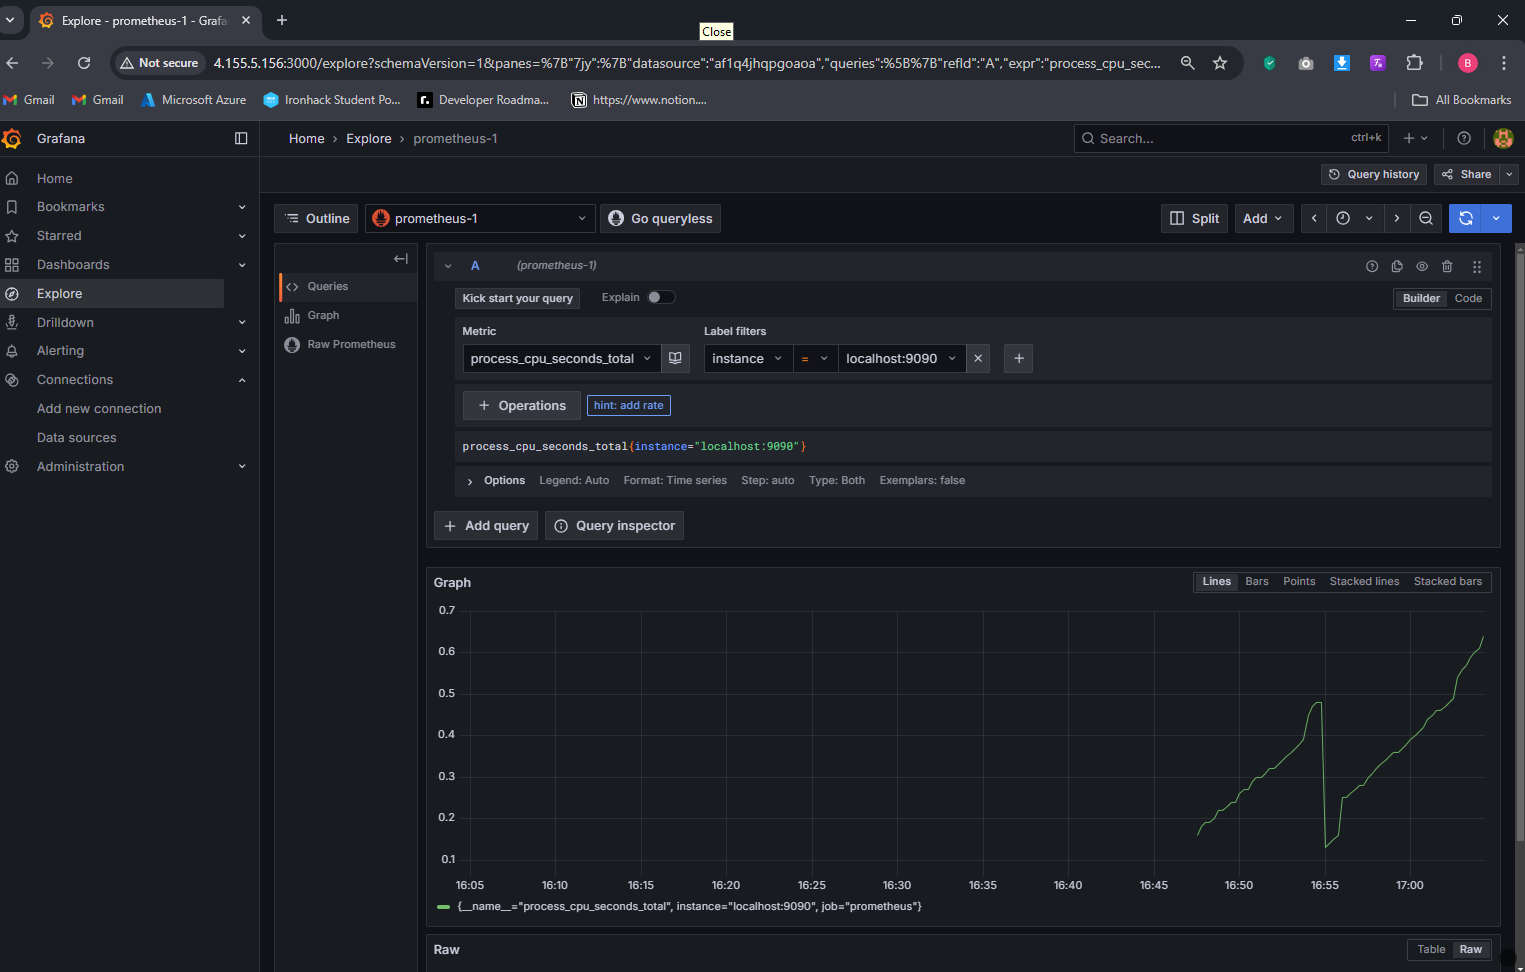 Explore - prometheus-1 - Grafa
Close
Not secure
4.155.5.156:3000/explore?schemaVersion=1&panes=%7B"7jy":%7B"datasource":"af1q4jhqpgoaoa","queries":%5B%7B"refId":"A","expr":"process_cpu_sec...
B
Gmail
Gmail
Microsoft Azure
Ironhack Student Po...
Developer Roadma...
https://www.notion....
All Bookmarks
Grafana
Home › Explore › prometheus-1
Search...
ctrl+k
Home
Bookmarks
Starred
Dashboards
Explore
Drilldown
Alerting
Connections
Add new connection
Data sources
Administration
Query history
Share
Outline
prometheus-1
Go queryless
Split
Add
Queries
Graph
Raw Prometheus
A
(prometheus-1)
Kick start your query
Explain
Builder
Code
Metric
Label filters
process_cpu_seconds_total
instance
=
localhost:9090
+ Operations
hint: add rate
process_cpu_seconds_total{instance="localhost:9090"}
Options
Legend: Auto
Format: Time series
Step: auto
Type: Both
Exemplars: false
+ Add query
Query inspector
Graph
Lines
Bars
Points
Stacked lines
Stacked bars
0.7
0.6
0.5
0.4
0.3
0.2
0.1
16:05
16:10
16:15
16:20
16:25
16:30
16:35
16:40
16:45
16:50
16:55
17:00
{__name__="process_cpu_seconds_total", instance="localhost:9090", job="prometheus"}
Raw
Table
Raw